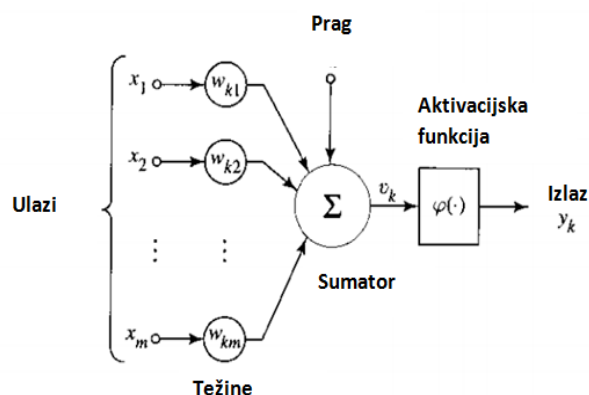 Prag
x1
wk1
Aktivacijska
funkcija
x2
wk2
Ulazi
Σ
vk
φ(·)
Izlaz
yk
⋮ ⋮
Sumator
xm
wkm
Težine